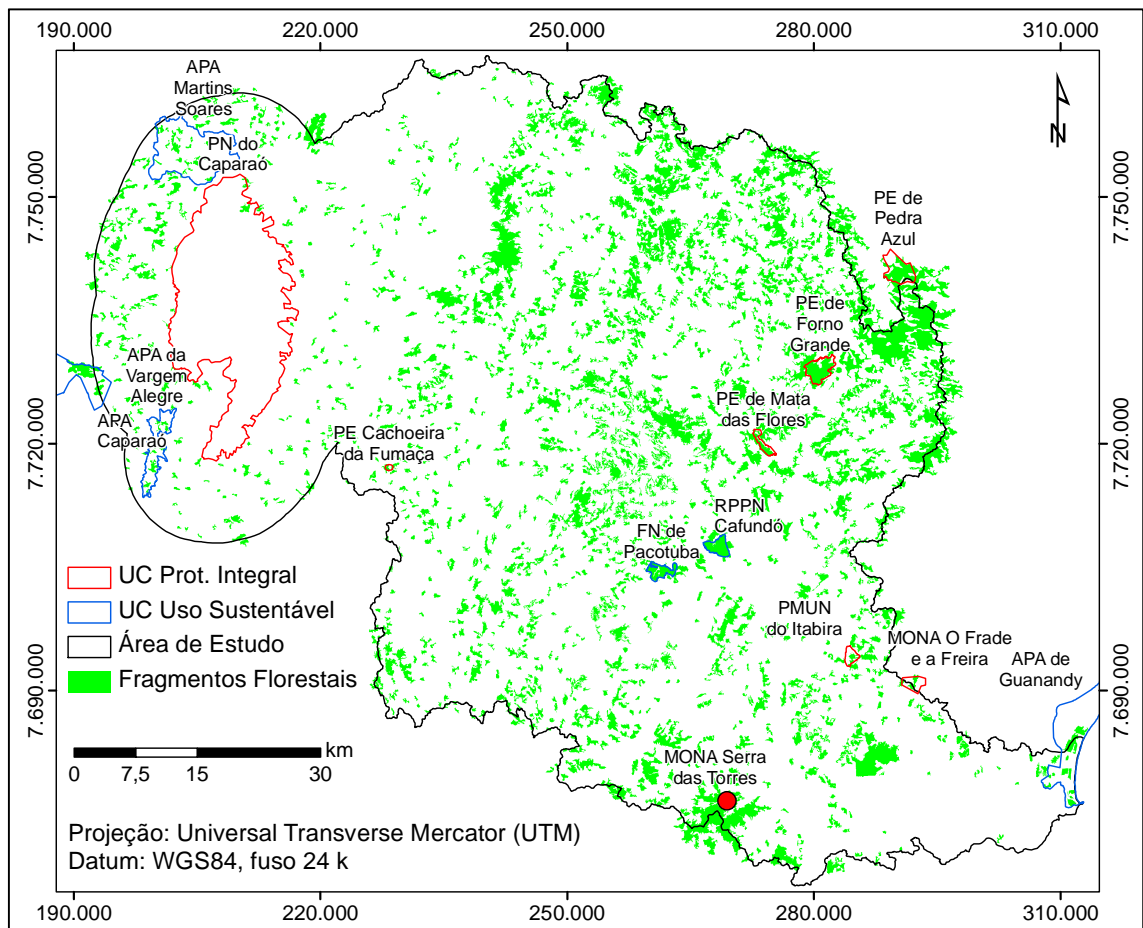 190.000
220.000
250.000
280.000
310.000
APA
Martins
Soares
PN do
Caparaó
7.750.000
7.750.000
PE de
Pedra
Azul
N
PE de
Forno
Grande
APA da
Vargem
Alegre
PE de Mata
das Flores
APA
Caparaó
PE Cachoeira
da Fumaça
7.720.000
7.720.000
RPPN
Cafundó
FN de
Pacotuba
UC Prot. Integral
UC Uso Sustentável
Área de Estudo
Fragmentos Florestais
PMUN
do Itabira
MONA O Frade
e a Freira
APA de
Guanandy
7.690.000
7.690.000
km
0
7,5
15
30
MONA Serra
das Torres
Projeção: Universal Transverse Mercator (UTM)
Datum: WGS84, fuso 24 k
190.000
220.000
250.000
280.000
310.000